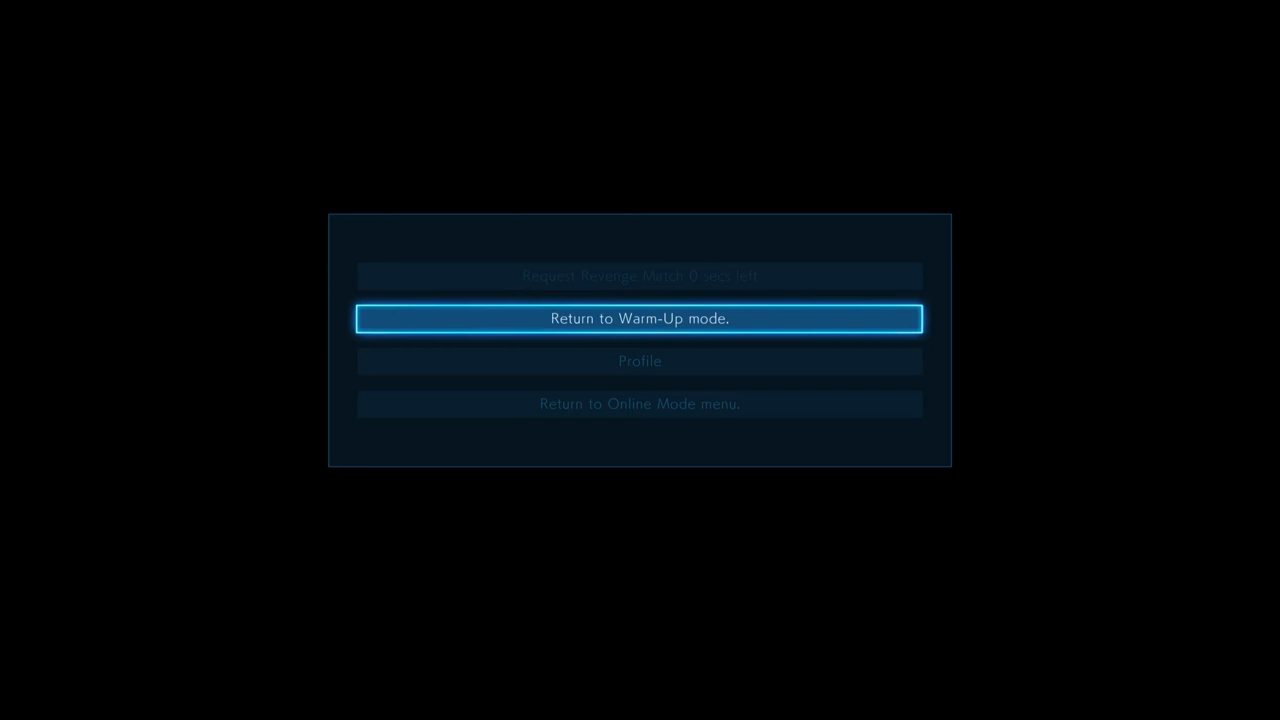 Request Revenge Match 0 secs left
Return to Warm-Up mode.
Profile
Return to Online Mode menu.